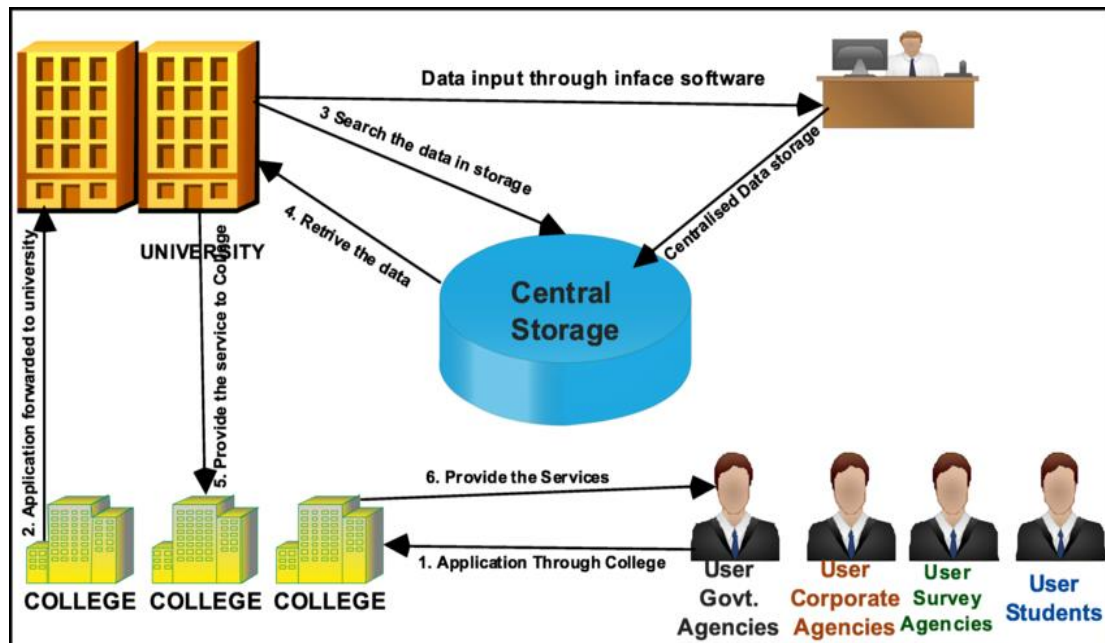 Data input through inface software
3 Search the data in storage
Centralised Data storage
4. Retrive the data
UNIVERSITY
2. Application forwarded to university
5. Provide the service to College
Central
Storage
6. Provide the Services
1. Application Through College
COLLEGE
COLLEGE
COLLEGE
User
Govt.
Agencies
User
Corporate
Agencies
User
Survey
Agencies
User
Students